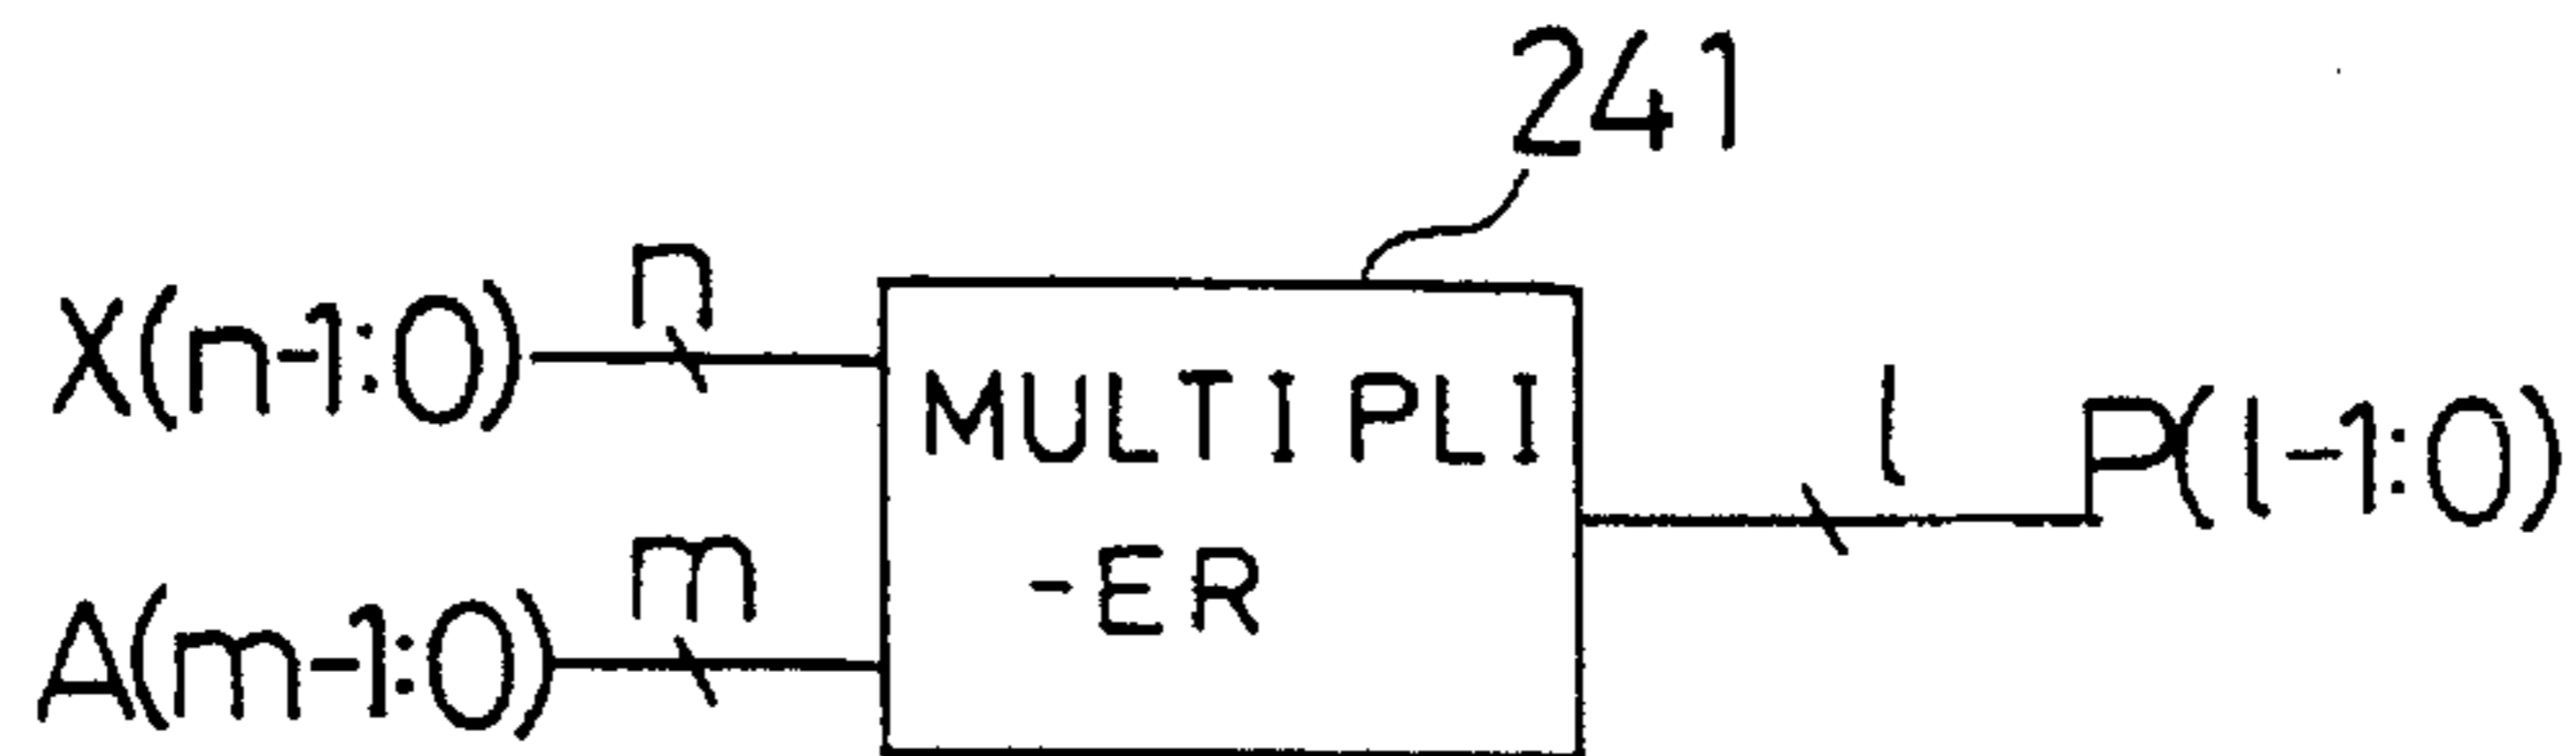 241
n
X(n-1:0)
MULTIPLI
-ER
l
P(l-1:0)
m
A(m-1:0)